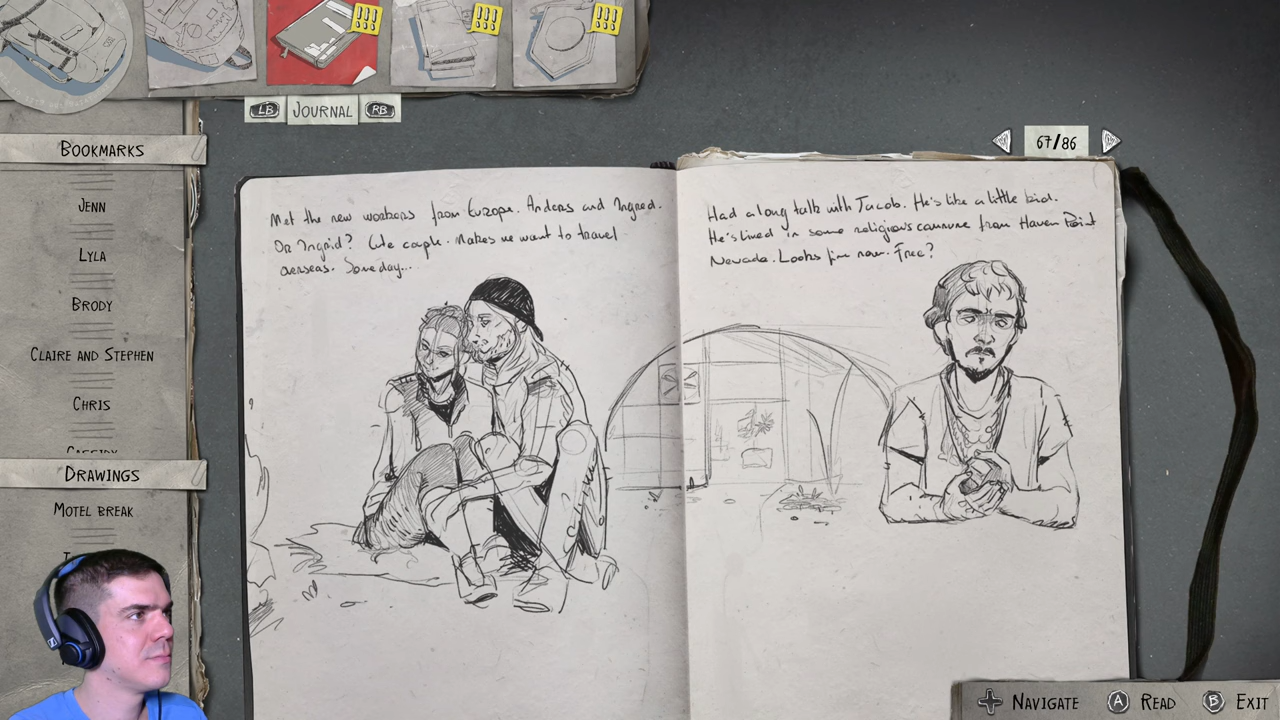 !!!
!!!
!!!
LB JOURNAL RB
67/86
BOOKMARKS
JENN
LYLA
BRODY
CLAIRE AND STEPHEN
CHRIS
CASSIDY
DRAWINGS
MOTEL BREAK
Met the new workers from Europe. Anders and Ingred.
Or Ingrid? Cute couple. Makes me want to travel
overseas. Someday...
Had a long talk with Jacob. He's like a little bird.
He's lived in some religious commune from Haven Point
Nevada. Looks fine now. Free?
NAVIGATE
A READ
B EXIT